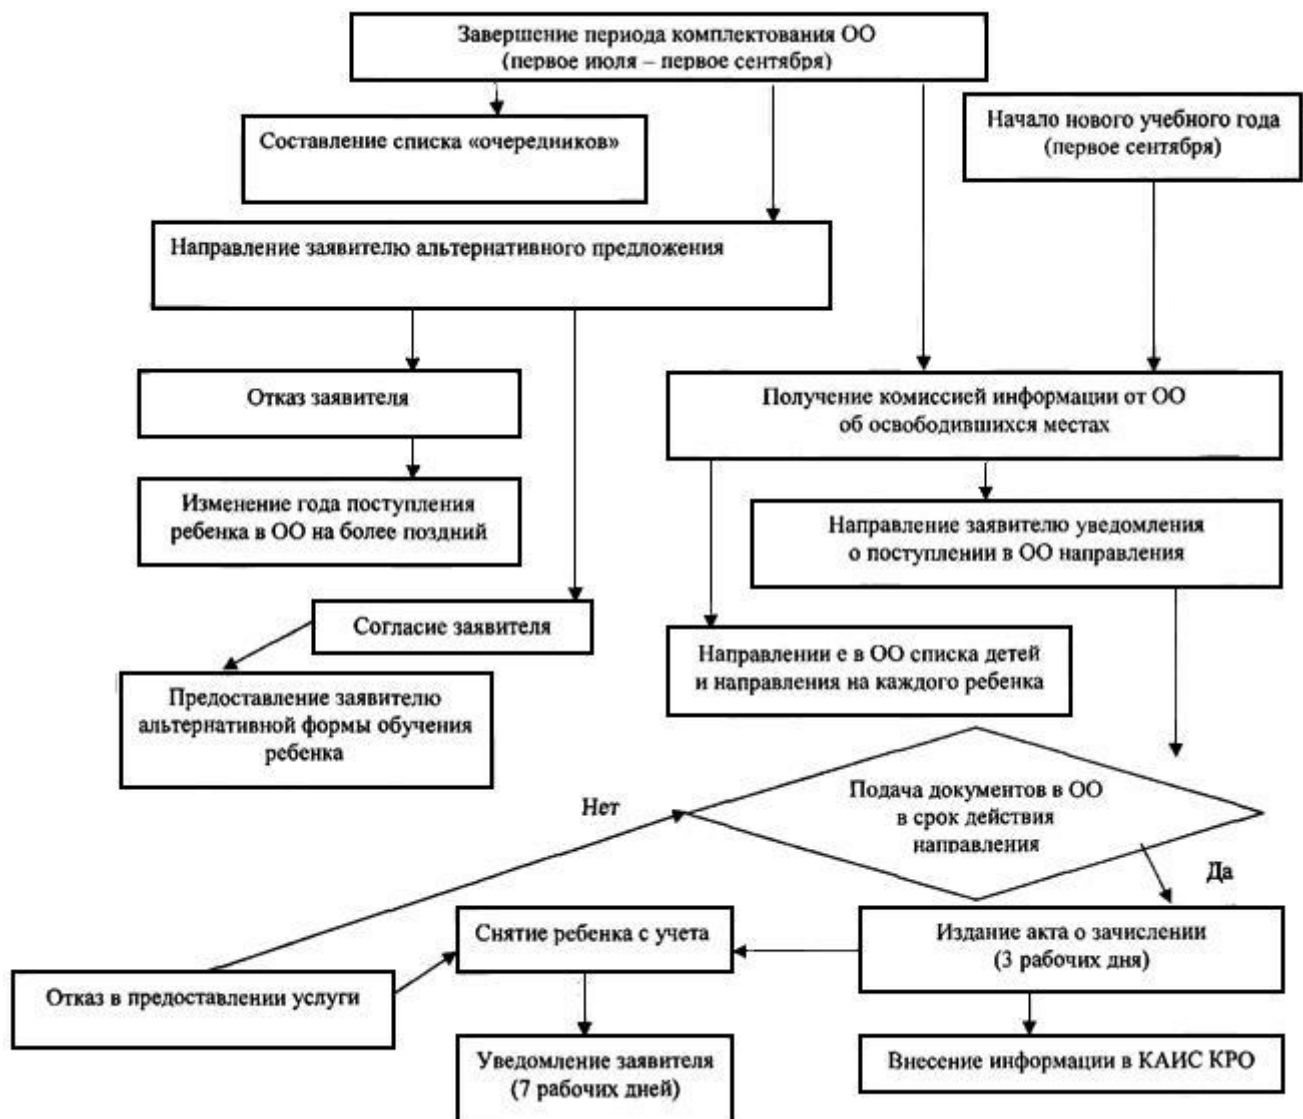 Завершение периода комплектования ОО
(первое июля – первое сентября)
Начало нового учебного года
(первое сентября)
Составление списка «очередников»
Направление заявителю альтернативного предложения
Отказ заявителя
Получение комиссией информации от ОО
об освободившихся местах
Изменение года поступления
ребенка в ОО на более поздний
Направление заявителю уведомления
о поступлении в ОО направления
Согласие заявителя
Направлении е в ОО списка детей
и направления на каждого ребенка
Предоставление заявителю
альтернативной формы обучения
ребенка
Нет
Подача документов в ОО
в срок действия
направления
Да
Снятие ребенка с учета
Издание акта о зачислении
(3 рабочих дня)
Отказ в предоставлении услуги
Уведомление заявителя
(7 рабочих дней)
Внесение информации в КАИС КРО